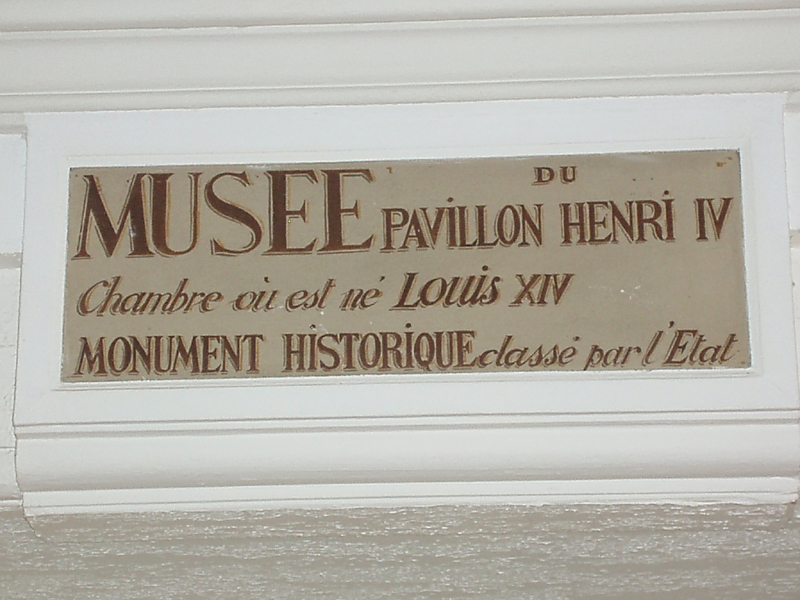 MUSEE DU PAVILLON HENRI IV
Chambre où est né Louis XIV
MONUMENT HISTORIQUE classé par l'Etat